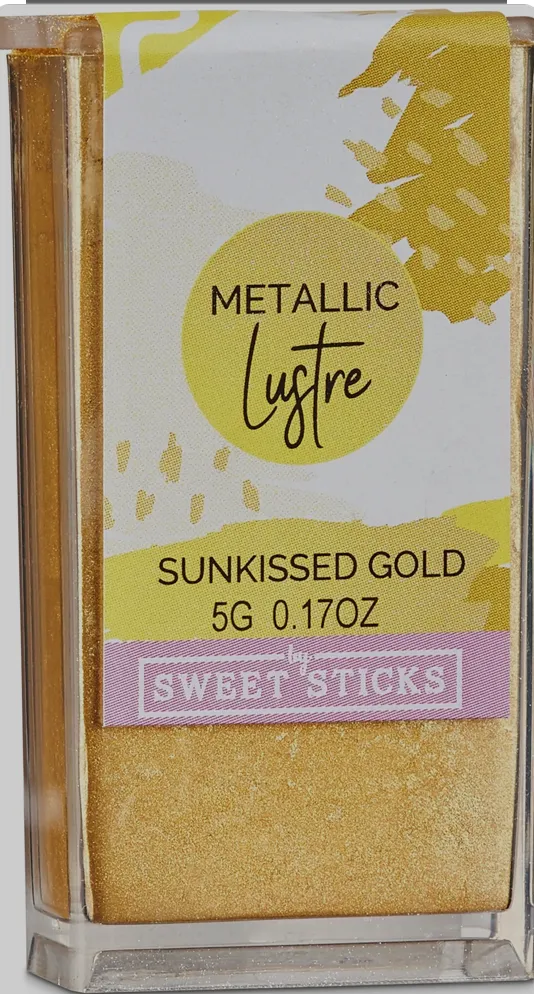 METALLIC
Lustre
SUNKISSED GOLD
5G 0.17OZ
by
SWEET STICKS